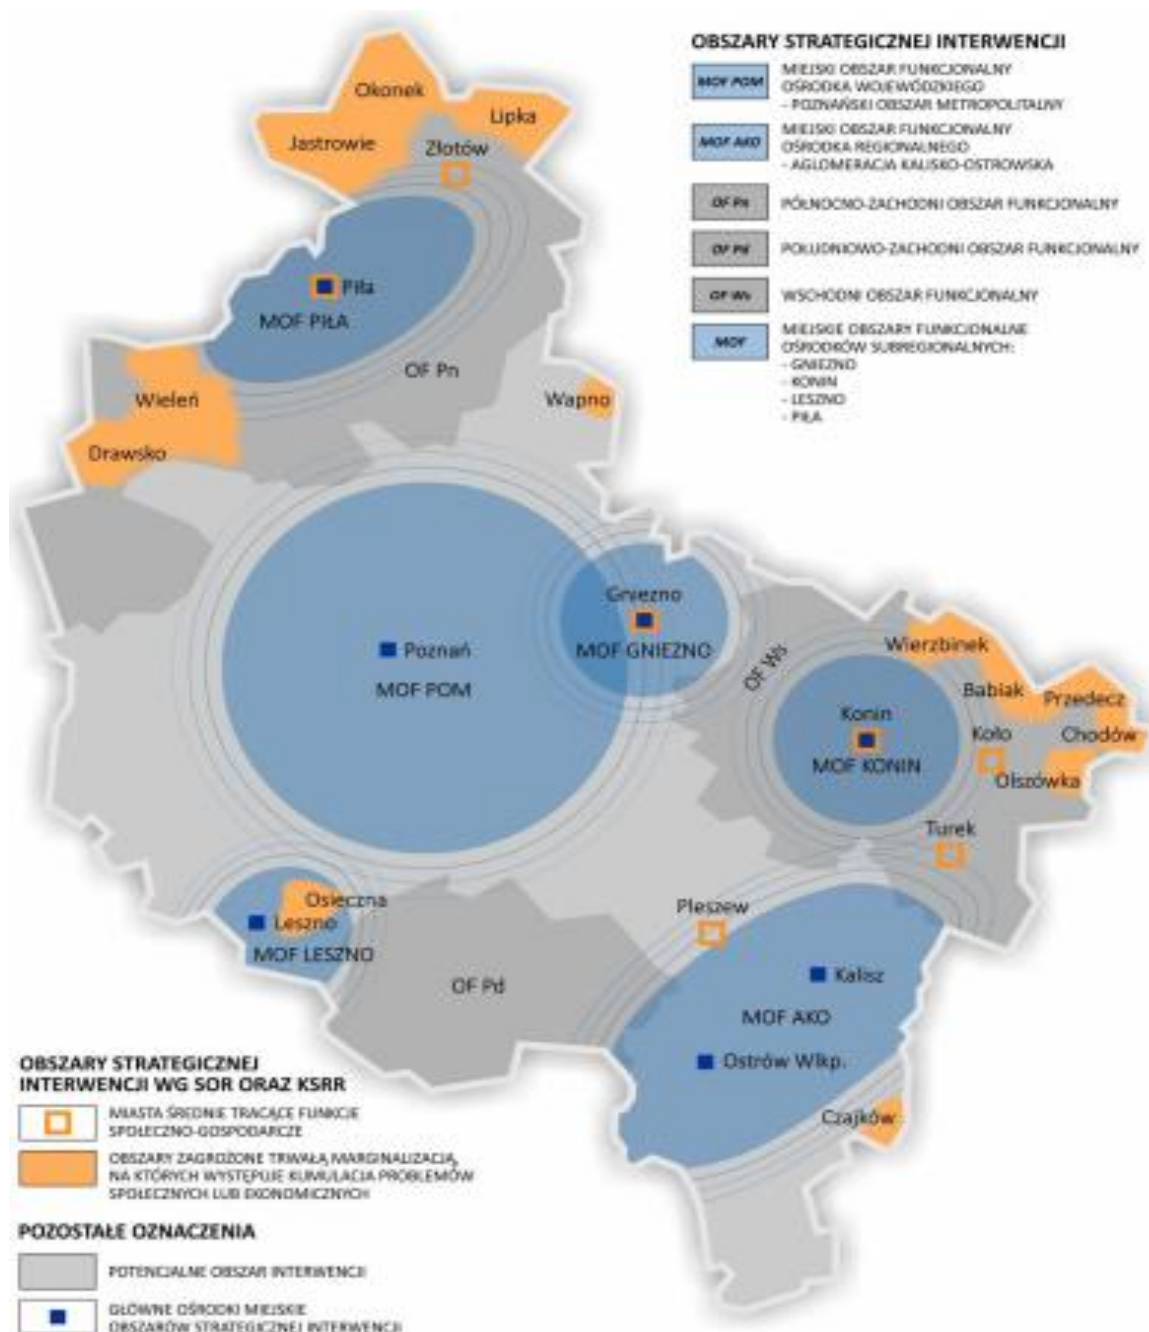 OBSZARY STRATEGICZNEJ INTERWENCJI
MOF POM
MIEJSKI OBSZAR FUNKCJONALNY
OŚRODKA WOJEWÓDZKIEGO
- POZNAŃSKI OBSZAR METROPOLITALNY
MOF AKO
MIEJSKI OBSZAR FUNKCJONALNY
OŚRODKA REGIONALNEGO
- AGLOMERACJA KALISKO-OSTROWSKA
OF Pn
PÓŁNOCNO-ZACHODNI OBSZAR FUNKCJONALNY
OF Pd
POŁUDNIOWO-ZACHODNI OBSZAR FUNKCJONALNY
OF Ws
WSCHODNI OBSZAR FUNKCJONALNY
MOF
MIEJSKIE OBSZARY FUNKCJONALNE
OŚRODKÓW SUBREGIONALNYCH:
- GNIEZNO
- KONIN
- LESZNO
- PIŁA
Okonek
Lipka
Jastrowie
Złotów
Piła
MOF PIŁA
OF Pn
Wieleń
Wapno
Drawsko
Gniezno
Poznań
MOF GNIEZNO
MOF POM
OF Ws
Wierzbinek
Babiak
Przedecz
Konin
Koło
Chodów
MOF KONIN
Olszówka
Turek
Osieczna
Leszno
MOF LESZNO
Pleszew
OF Pd
Kalisz
MOF AKO
Ostrów Wlkp.
Czajków
OBSZARY STRATEGICZNEJ
INTERWENCJI WG SOR ORAZ KSRR
MIASTA ŚREDNIE TRACĄCE FUNKCJE
SPOŁECZNO-GOSPODARCZE
OBSZARY ZAGROŻONE TRWAŁĄ MARGINALIZACJĄ,
NA KTÓRYCH WYSTĘPUJE KUMULACJA PROBLEMÓW
SPOŁECZNYCH LUB EKONOMICZNYCH
POZOSTAŁE OZNACZENIA
POTENCJALNE OBSZAR INTERWENCJI
GŁÓWNE OŚRODKI MIEJSKIE
OBSZARÓW STRATEGICZNEJ INTERWENCJI